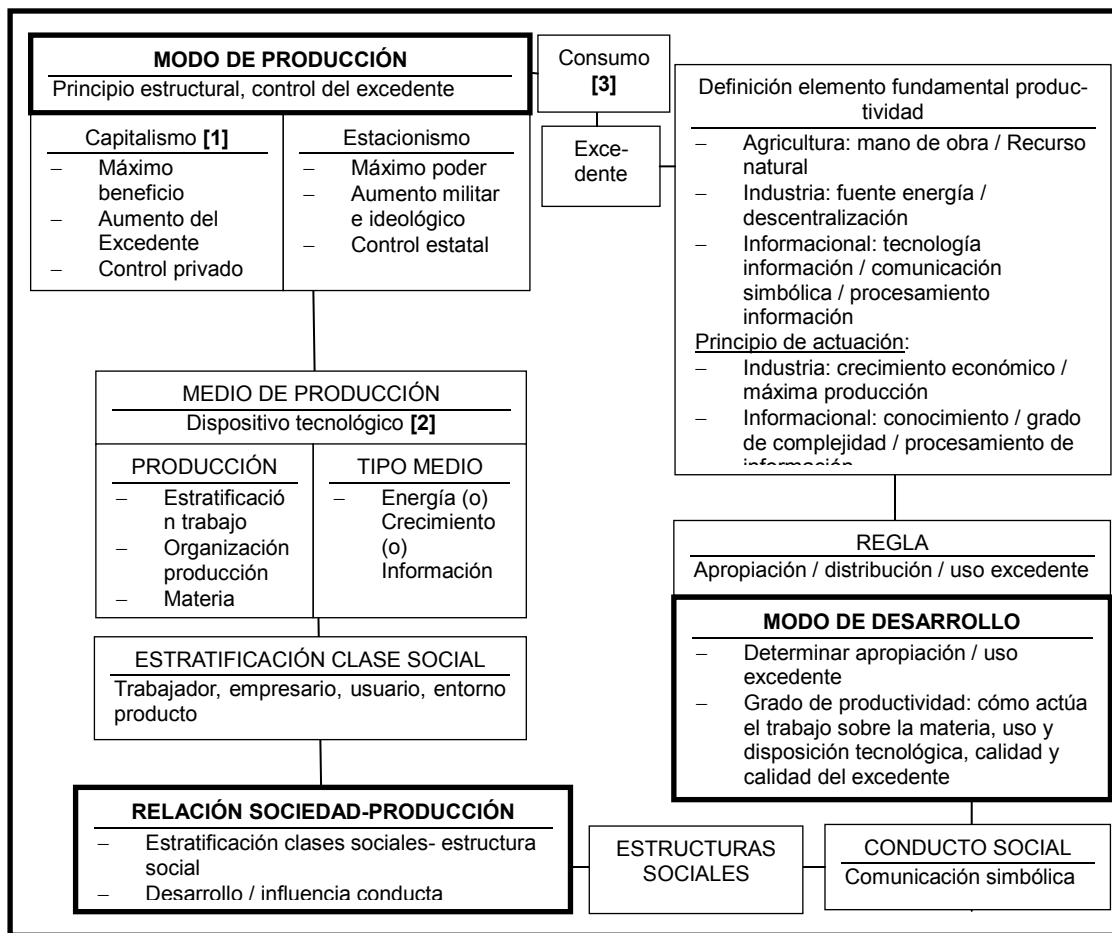 MODO DE PRODUCCIÓN
Principio estructural, control del excedente
Capitalismo [1]
– Máximo
beneficio
– Aumento del
Excedente
– Control privado
Estacionismo
– Máximo poder
– Aumento militar
e ideológico
– Control estatal
Consumo
[3]
Exce-
dente
Definición elemento fundamental produc-
tividad
– Agricultura: mano de obra / Recurso
natural
– Industria: fuente energía /
descentralización
– Informacional: tecnología
información / comunicación
simbólica / procesamiento
información
Principio de actuación:
– Industria: crecimiento económico /
máxima producción
– Informacional: conocimiento / grado
de complejidad / procesamiento de
información
MEDIO DE PRODUCCIÓN
Dispositivo tecnológico [2]
PRODUCCIÓN
– Estratificació
n trabajo
– Organización
producción
– Materia
TIPO MEDIO
– Energía (o)
Crecimiento
(o)
Información
REGLA
Apropiación / distribución / uso excedente
MODO DE DESARROLLO
– Determinar apropiación / uso
excedente
– Grado de productividad: cómo actúa
el trabajo sobre la materia, uso y
disposición tecnológica, calidad y
calidad del excedente
ESTRATIFICACIÓN CLASE SOCIAL
Trabajador, empresario, usuario, entorno
producto
RELACIÓN SOCIEDAD-PRODUCCIÓN
– Estratificación clases sociales- estructura
social
– Desarrollo / influencia conducta
ESTRUCTURAS
SOCIALES
CONDUCTO SOCIAL
Comunicación simbólica